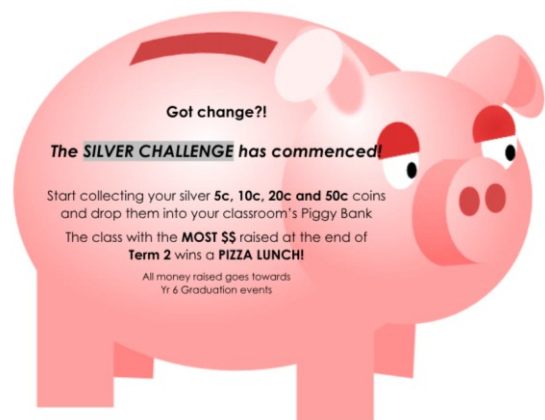 Got change?!
The SILVER CHALLENGE has commenced!
Start collecting your silver 5c, 10c, 20c and 50c coins
and drop them into your classroom's Piggy Bank
The class with the MOST $$ raised at the end of
Term 2 wins a PIZZA LUNCH!
All money raised goes towards
Yr 6 Graduation events